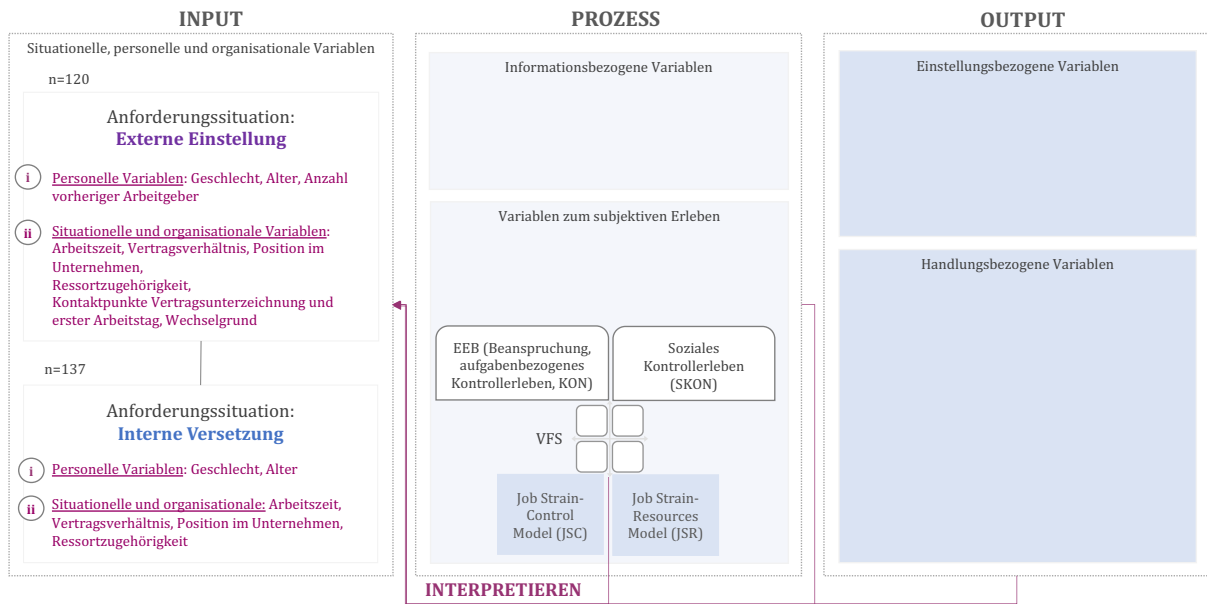 INPUT
Situationelle, personelle und organisationale Variablen
n=120
Anforderungssituation:
Externe Einstellung
i
Personelle Variablen: Geschlecht, Alter, Anzahl
vorheriger Arbeitgeber
ii
Situationelle und organisationale Variablen:
Arbeitszeit, Vertragsverhältnis, Position im
Unternehmen,
Ressortzugehörigkeit,
Kontaktpunkte Vertragsunterzeichnung und
erster Arbeitstag, Wechselgrund
n=137
Anforderungssituation:
Interne Versetzung
i
Personelle Variablen: Geschlecht, Alter
ii
Situationelle und organisationale: Arbeitszeit,
Vertragsverhältnis, Position im Unternehmen,
Ressortzugehörigkeit
PROZESS
Informationsbezogene Variablen
Variablen zum subjektiven Erleben
EEB (Beanspruchung,
aufgabenbezogenes
Kontrollerleben, KON)
Soziales
Kontrollerleben
(SKON)
VFS
Job Strain-
Control
Model (JSC)
Job Strain-
Resources
Model (JSR)
INTERPRETIEREN
OUTPUT
Einstellungsbezogene Variablen
Handlungsbezogene Variablen